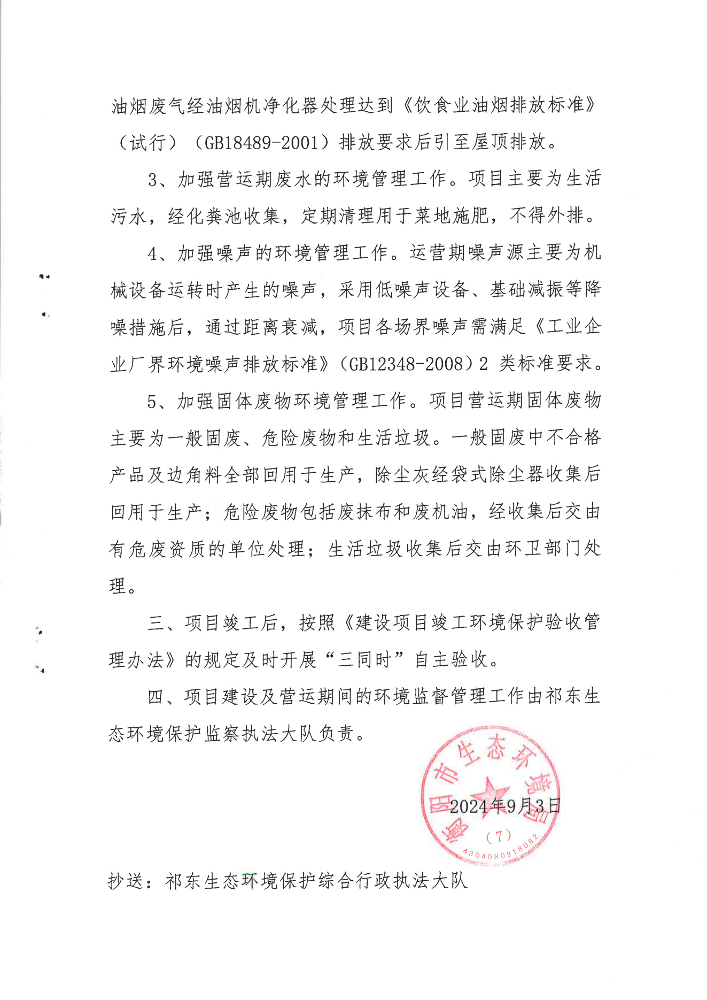 油烟废气经油烟机净化器处理达到《饮食业油烟排放标准》
（试行）（GB18489-2001）排放要求后引至屋顶排放。
3、加强营运期废水的环境管理工作。项目主要为生活
污水，经化粪池收集，定期清理用于菜地施肥，不得外排。
4、加强噪声的环境管理工作。运营期噪声源主要为机
械设备运转时产生的噪声，采用低噪声设备、基础减振等降
噪措施后，通过距离衰减，项目各场界噪声需满足《工业企
业厂界环境噪声排放标准》（GB12348-2008）2 类标准要求。
5、加强固体废物环境管理工作。项目营运期固体废物
主要为一般固废、危险废物和生活垃圾。一般固废中不合格
产品及边角料全部回用于生产，除尘灰经袋式除尘器收集后
回用于生产；危险废物包括废抹布和废机油，经收集后交由
有危废资质的单位处理；生活垃圾收集后交由环卫部门处
理。
三、项目竣工后，按照《建设项目竣工环境保护验收管
理办法》的规定及时开展“三同时”自主验收。
四、项目建设及营运期间的环境监督管理工作由祁东生
态环境保护监察执法大队负责。
衡阳市生态环境局
2024年9月3日
（7）
4304080918082
抄送：祁东生态环境保护综合行政执法大队